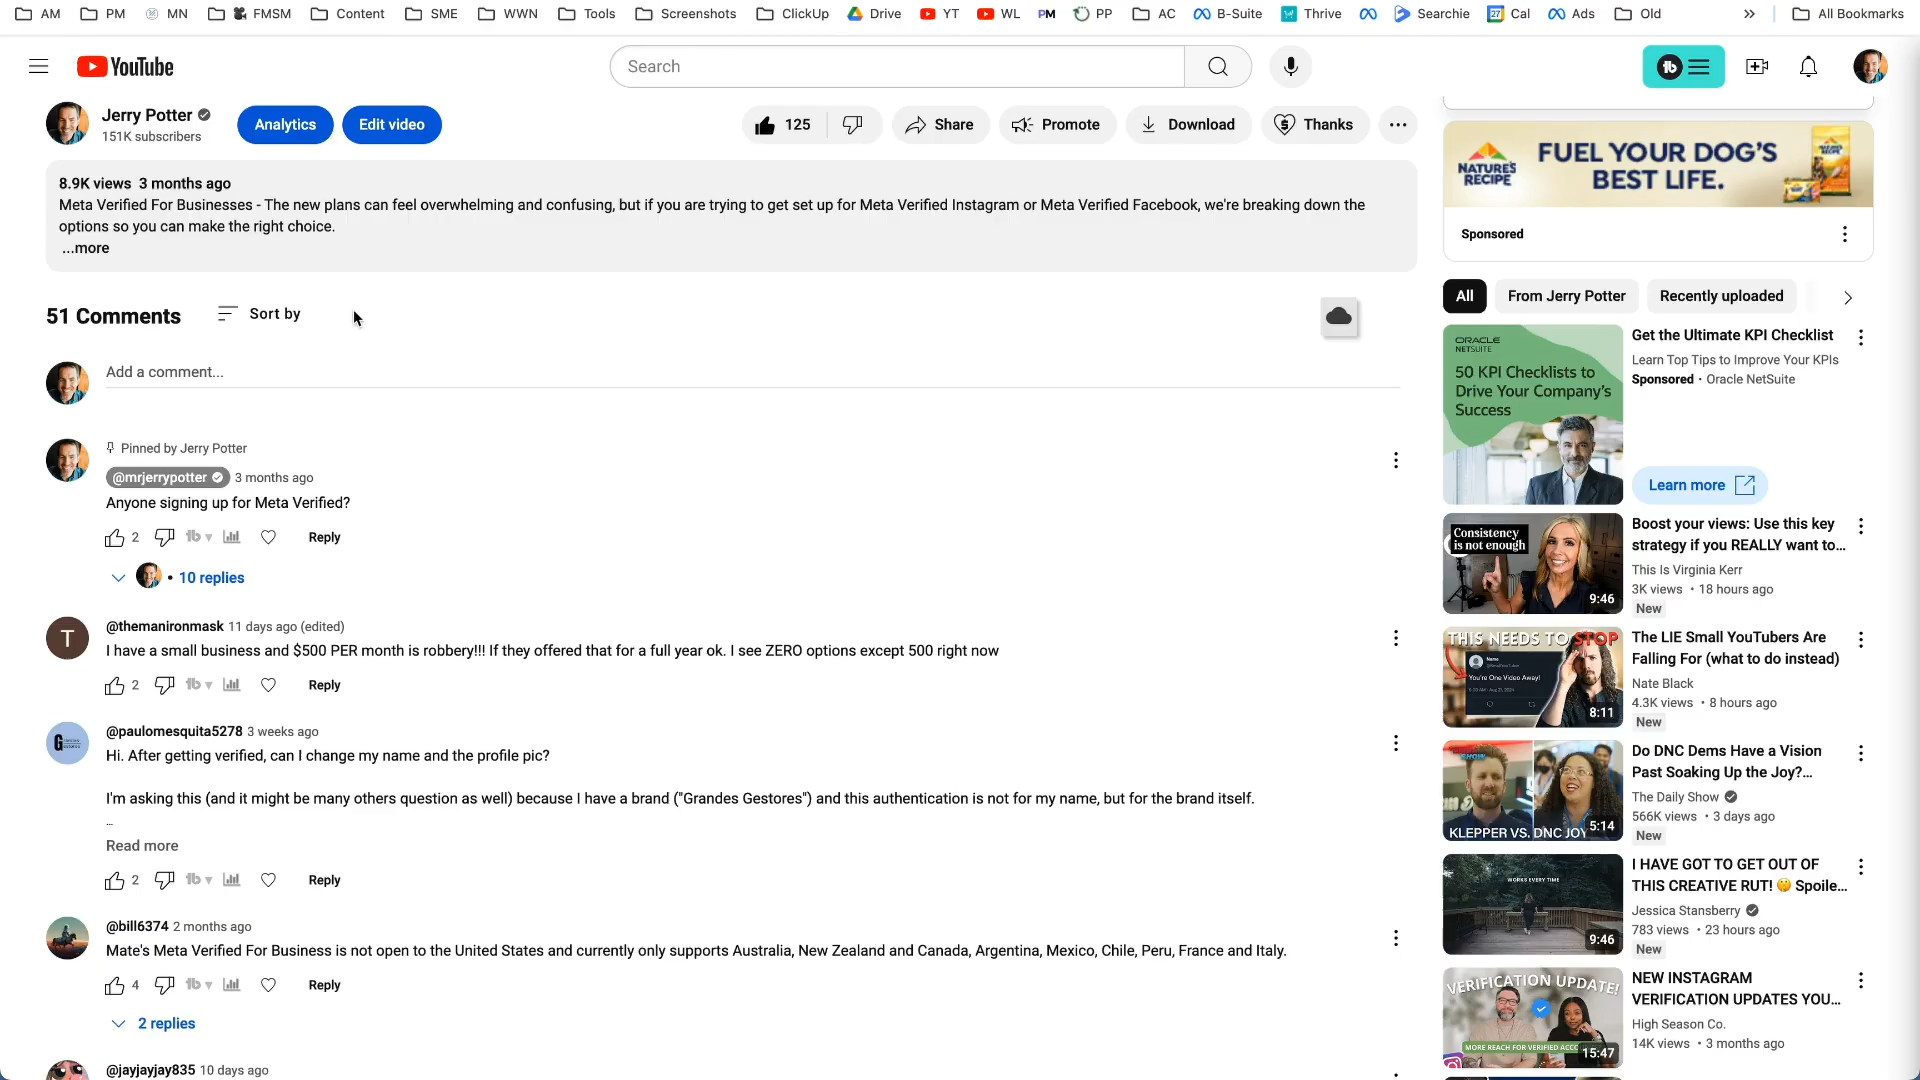 AM PM MN FMSM Content SME WWN Tools Screenshots ClickUp Drive YT WL PM PP AC B-Suite Thrive Searchie 27 Cal Ads Old » All Bookmarks
YouTube
Search
Jerry Potter
151K subscribers
Analytics
Edit video
125
Share
Promote
Download
Thanks
8.9K views 3 months ago
Meta Verified For Businesses - The new plans can feel overwhelming and confusing, but if you are trying to get set up for Meta Verified Instagram or Meta Verified Facebook, we're breaking down the
options so you can make the right choice.
...more
51 Comments
Sort by
Add a comment...
Pinned by Jerry Potter
@mrjerrypotter 3 months ago
Anyone signing up for Meta Verified?
2 Reply
• 10 replies
T
@themanironmask 11 days ago (edited)
I have a small business and $500 PER month is robbery!!! If they offered that for a full year ok. I see ZERO options except 500 right now
2 Reply
@paulomesquita5278 3 weeks ago
Hi. After getting verified, can I change my name and the profile pic?
I'm asking this (and it might be many others question as well) because I have a brand ("Grandes Gestores") and this authentication is not for my name, but for the brand itself.
...
Read more
2 Reply
@bill6374 2 months ago
Mate's Meta Verified For Business is not open to the United States and currently only supports Australia, New Zealand and Canada, Argentina, Mexico, Chile, Peru, France and Italy.
4 Reply
2 replies
@jayjayjay835 10 days ago
NATURE'S
RECIPE
FUEL YOUR DOG'S
BEST LIFE.
Sponsored
All
From Jerry Potter
Recently uploaded
ORACLE
NETSUITE
50 KPI Checklists to
Drive Your Company's
Success
Get the Ultimate KPI Checklist
Learn Top Tips to Improve Your KPIs
Sponsored • Oracle NetSuite
Learn more
Consistency
is not enough
9:46
Boost your views: Use this key
strategy if you REALLY want to...
This Is Virginia Kerr
3K views • 18 hours ago
New
THIS NEEDS TO STOP
You're One Video Away!
8:11
The LIE Small YouTubers Are
Falling For (what to do instead)
Nate Black
4.3K views • 8 hours ago
New
KLEPPER VS. DNC JOY
5:14
Do DNC Dems Have a Vision
Past Soaking Up the Joy?...
The Daily Show
566K views • 3 days ago
New
WORKS EVERY TIME
9:46
I HAVE GOT TO GET OUT OF
THIS CREATIVE RUT! 🤫 Spoile...
Jessica Stansberry
783 views • 23 hours ago
New
VERIFICATION UPDATE!
MORE REACH FOR VERIFIED ACCO
15:47
NEW INSTAGRAM
VERIFICATION UPDATES YOU...
High Season Co.
14K views • 3 months ago